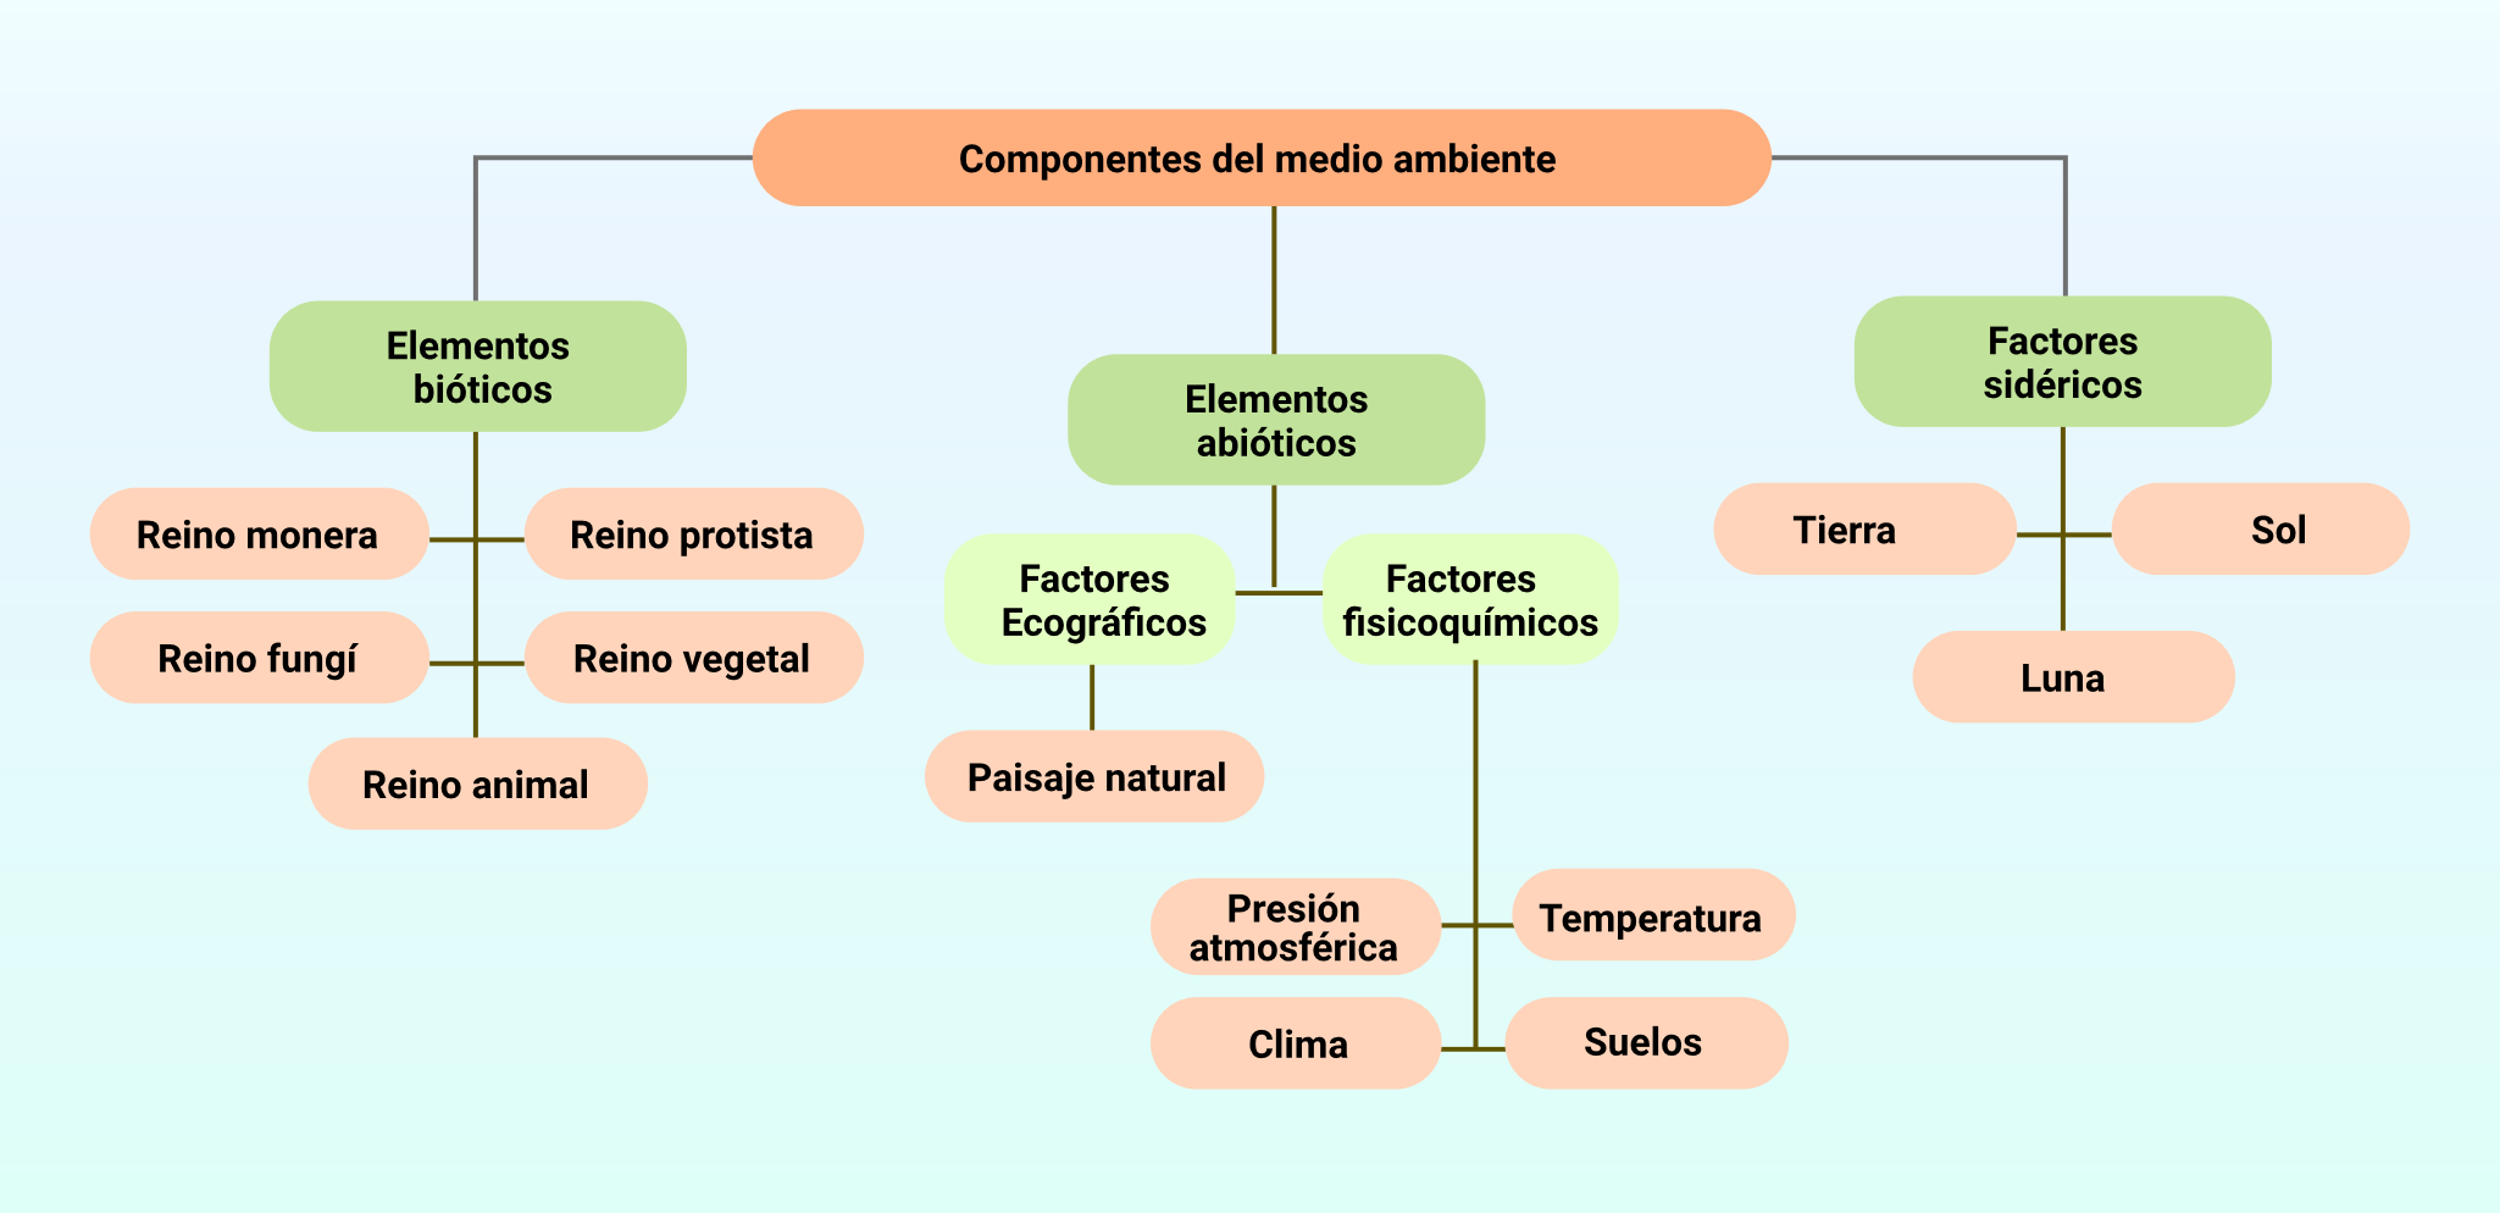 Componentes del medio ambiente
Elementos
bióticos
Reino monera
Reino protista
Reino fungí
Reino vegetal
Reino animal
Elementos
abióticos
Factores
Ecográficos
Paisaje natural
Factores
fisicoquímicos
Presión
atmosférica
Temperatura
Clima
Suelos
Factores
sidéricos
Tierra
Sol
Luna